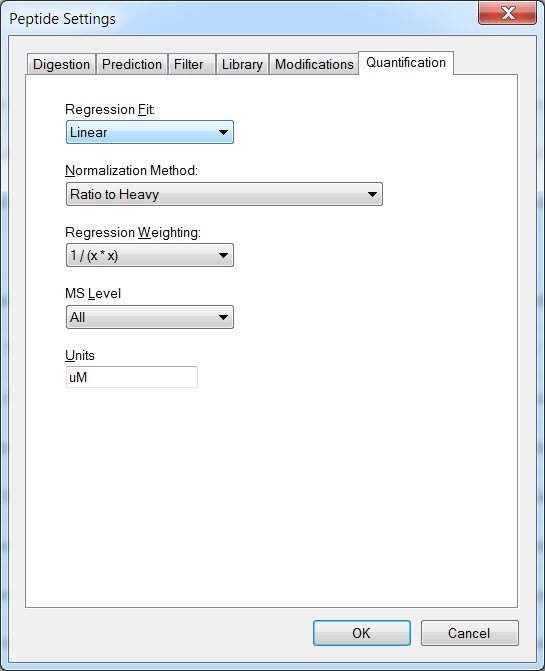 Peptide Settings
Digestion Prediction Filter Library Modifications Quantification
Regression Fit:
Linear
Normalization Method:
Ratio to Heavy
Regression Weighting:
1 / (x * x)
MS Level
All
Units
uM
OK Cancel